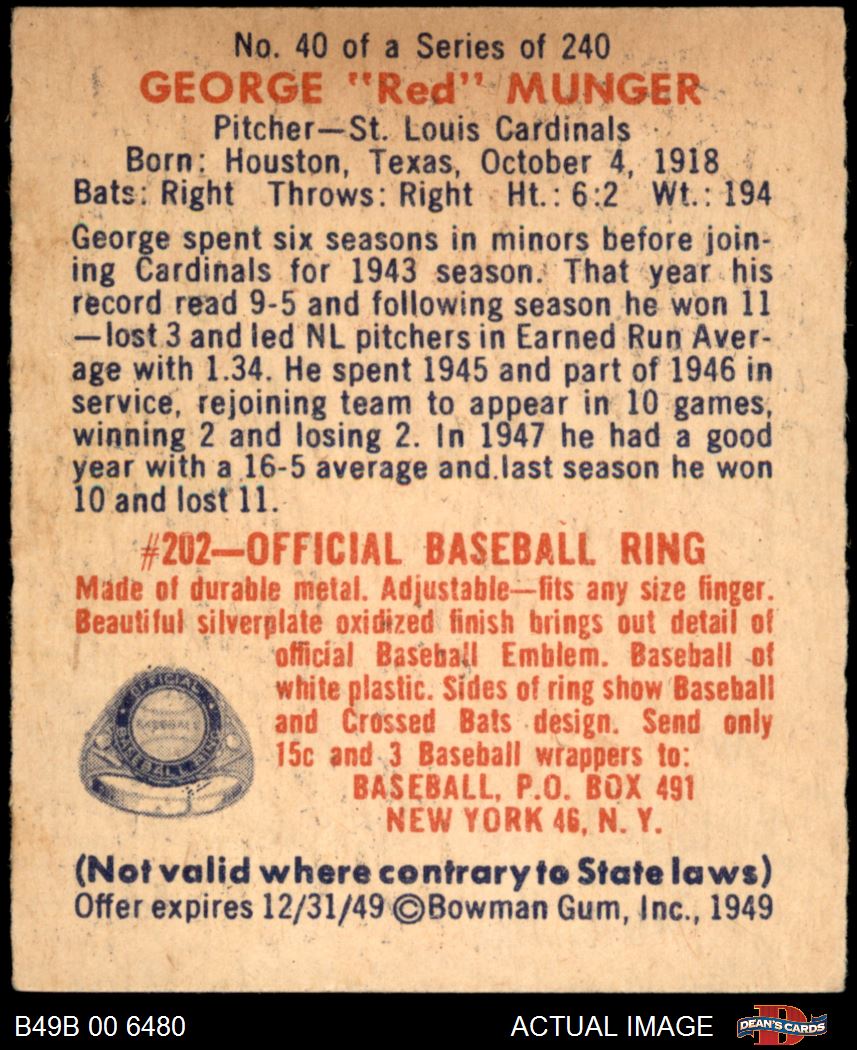 No. 40 of a Series of 240
GEORGE "Red" MUNGER
Pitcher—St. Louis Cardinals
Born: Houston, Texas, October 4, 1918
Bats: Right Throws: Right Ht.: 6:2 Wt.: 194
George spent six seasons in minors before join-
ing Cardinals for 1943 season. That year his
record read 9-5 and following season he won 11
—lost 3 and led NL pitchers in Earned Run Aver-
age with 1.34. He spent 1945 and part of 1946 in
service, rejoining team to appear in 10 games,
winning 2 and losing 2. In 1947 he had a good
year with a 16-5 average and.last season he won
10 and lost 11.
#202—OFFICIAL BASEBALL RING
Made of durable metal. Adjustable—fits any size finger.
Beautiful silverplate oxidized finish brings out detail of
official Baseball Emblem. Baseball of
white plastic. Sides of ring show Baseball
and Crossed Bats design. Send only
15c and 3 Baseball wrappers to:
BASEBALL, P.O. BOX 491
NEW YORK 46, N. Y.
OFFICIAL
BASEBALL
BASEBALL RING
(Not valid where contrary to State laws)
Offer expires 12/31/49 ©Bowman Gum, Inc., 1949
B49B 00 6480
ACTUAL IMAGE
DEAN'S CARDS